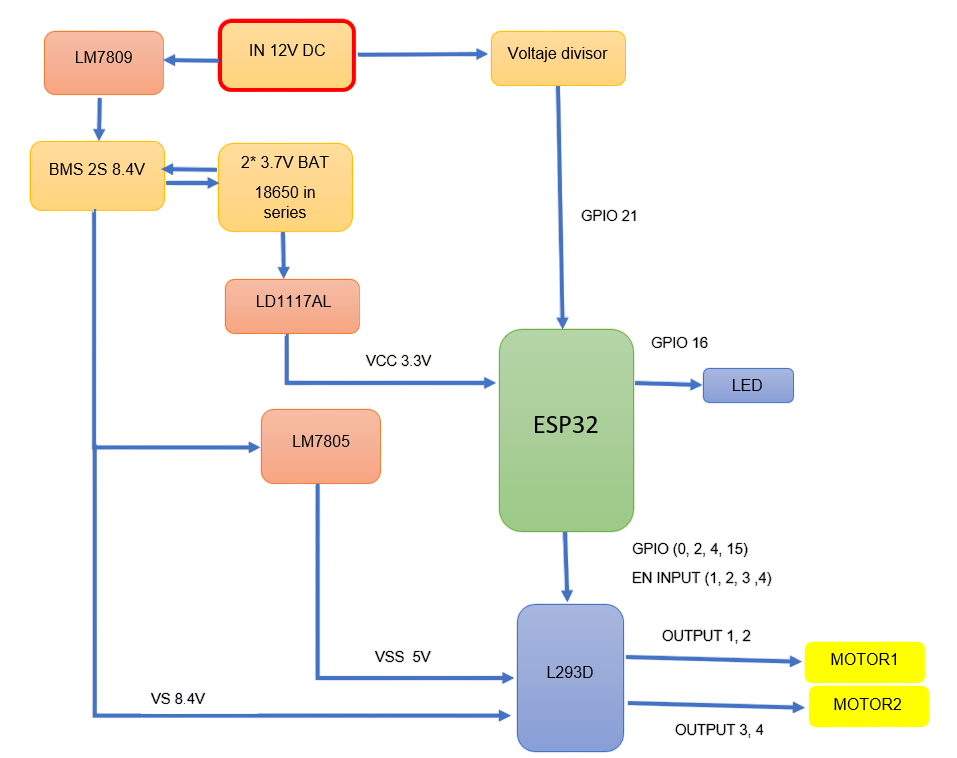 LM7809
IN 12V DC
Voltaje divisor
BMS 2S 8.4V
2* 3.7V BAT
18650 in
series
GPIO 21
LD1117AL
VCC 3.3V
GPIO 16
LED
ESP32
LM7805
GPIO (0, 2, 4, 15)
EN INPUT (1, 2, 3 ,4)
OUTPUT 1, 2
MOTOR1
VSS 5V
L293D
VS 8.4V
MOTOR2
OUTPUT 3, 4